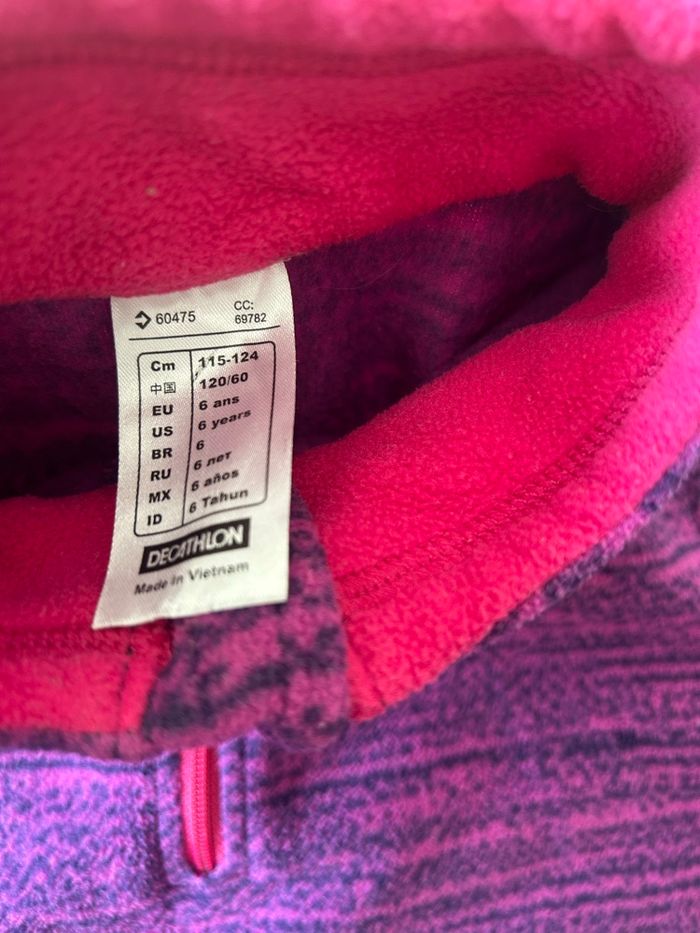 60475 CC:
69782
Cm 115-124
中国 120/60
EU 6 ans
US 6 years
BR 6
RU 6 лет
MX 6 años
ID 6 Tahun
DECATHLON
Made in Vietnam